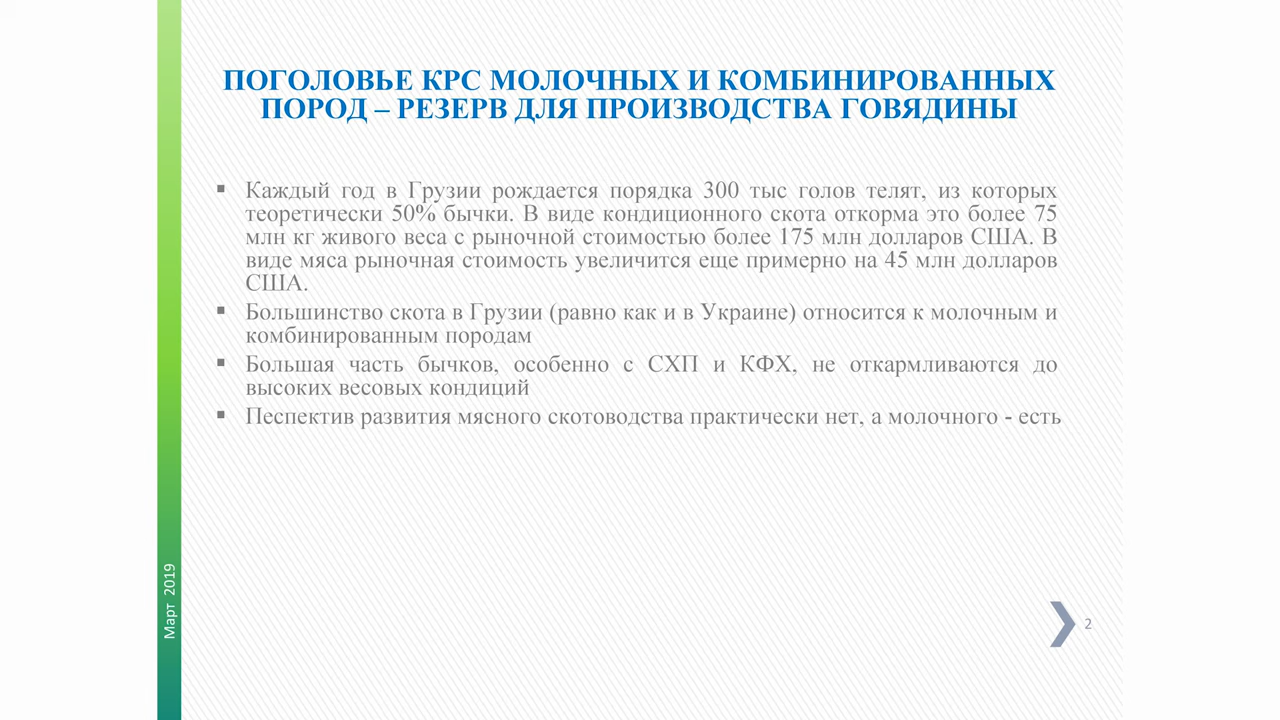 ПОГОЛОВЬЕ КРС МОЛОЧНЫХ И КОМБИНИРОВАННЫХ
ПОРОД – РЕЗЕРВ ДЛЯ ПРОИЗВОДСТВА ГОВЯДИНЫ
▪ Каждый год в Грузии рождается порядка 300 тыс голов телят, из которых
теоретически 50% бычки. В виде кондиционного скота откорма это более 75
млн кг живого веса с рыночной стоимостью более 175 млн долларов США. В
виде мяса рыночная стоимость увеличится еще примерно на 45 млн долларов
США.
▪ Большинство скота в Грузии (равно как и в Украине) относится к молочным и
комбинированным породам
▪ Большая часть бычков, особенно с СХП и КФХ, не откармливаются до
высоких весовых кондиций
▪ Песпектив развития мясного скотоводства практически нет, а молочного - есть
Март 2019
2